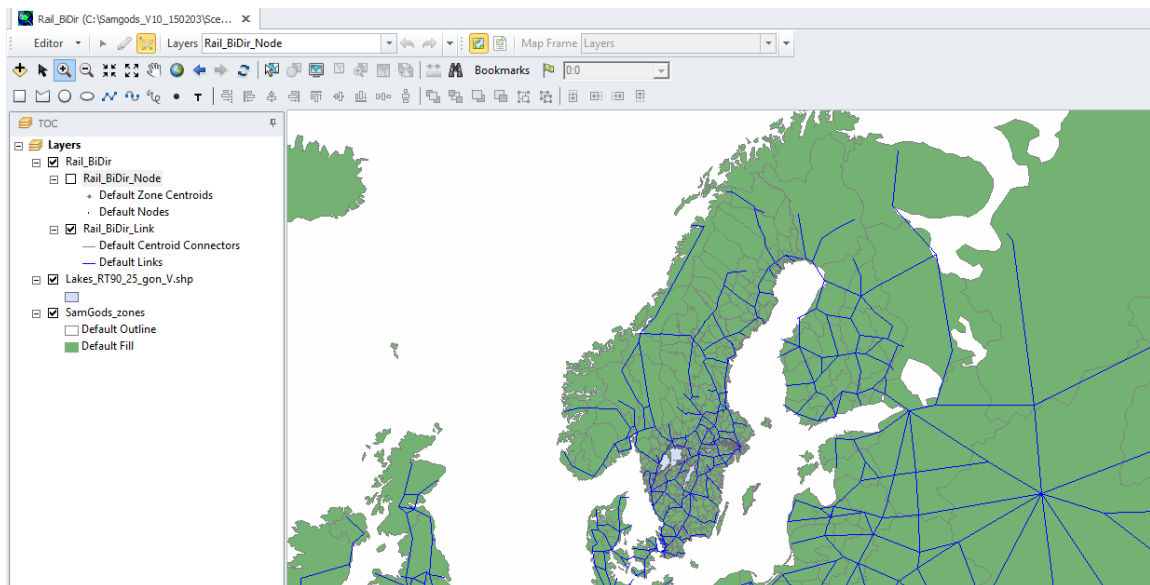 Rail_BiDir (C:\Samgods_V10_150203\Sce...
Editor Layers Rail_BiDir_Node Map Frame Layers
Bookmarks 0:0
T
TOC
Layers
Rail_BiDir
Rail_BiDir_Node
Default Zone Centroids
Default Nodes
Rail_BiDir_Link
Default Centroid Connectors
Default Links
Lakes_RT90_25_gon_V.shp
SamGods_zones
Default Outline
Default Fill